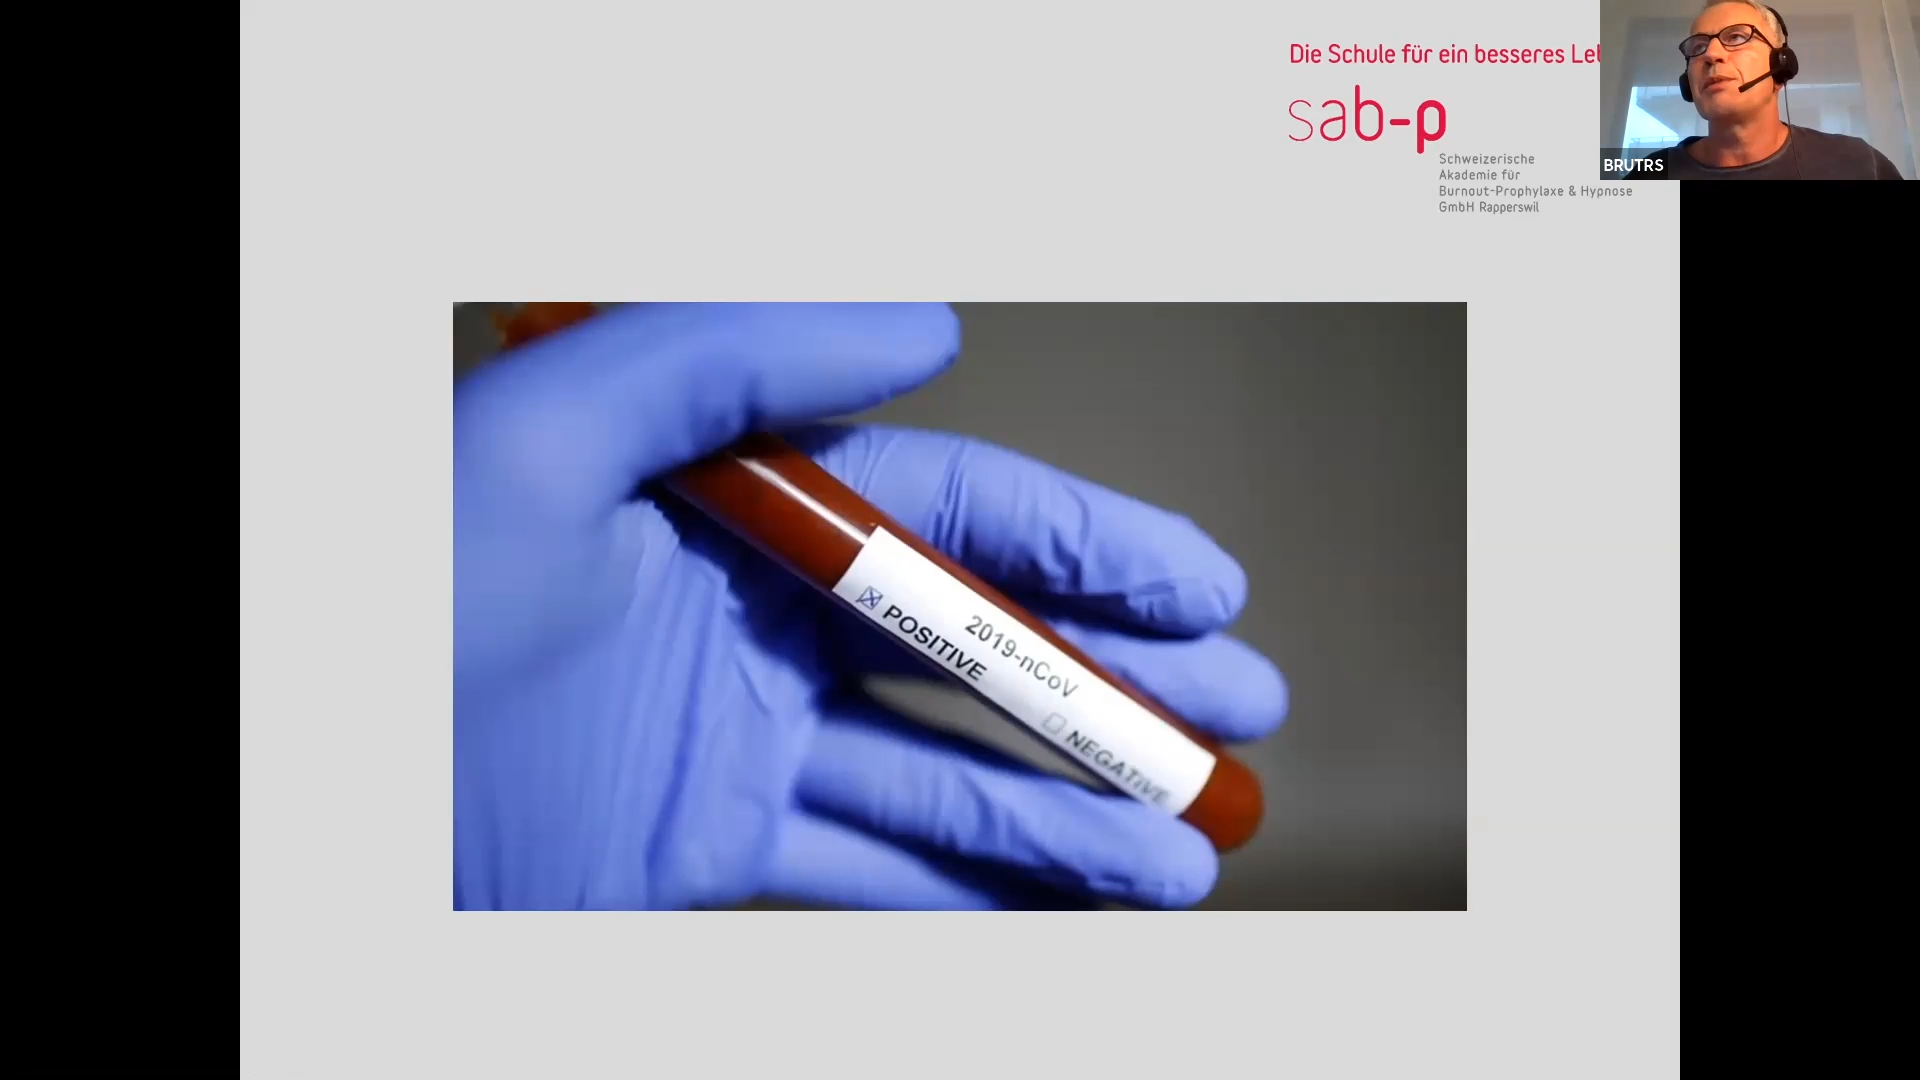 Die Schule für ein besseres
sab-p
Schweizerische
Akademie für
Burnout-Prophylaxe & Hypnose
GmbH Rapperswil
BRUTRS
2019-nCoV
POSITIVE
NEGATIVE